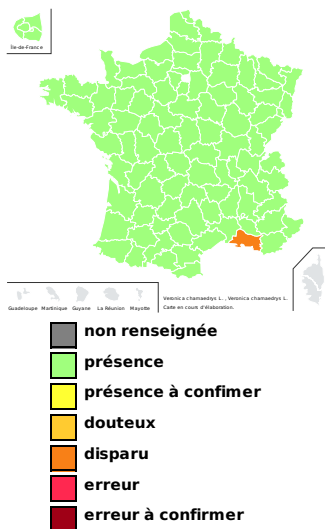 Île-de-France
Guadeloupe Martinique Guyane La Réunion Mayotte
Veronica chamaedrys L. , Veronica chamaedrys L.
Carte en cours d'élaboration.
non renseignée
présence
présence à confimer
douteux
disparu
erreur
erreur à confirmer